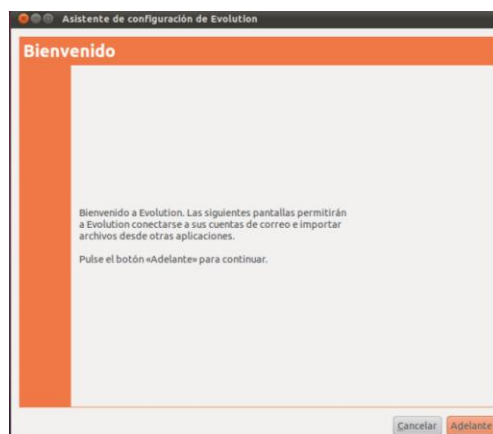 Asistente de configuración de Evolution
Bienvenido
Bienvenido a Evolution. Las siguientes pantallas permitirán
a Evolution conectarse a sus cuentas de correo e importar
archivos desde otras aplicaciones.
Pulse el botón «Adelante» para continuar.
Cancelar Adelante